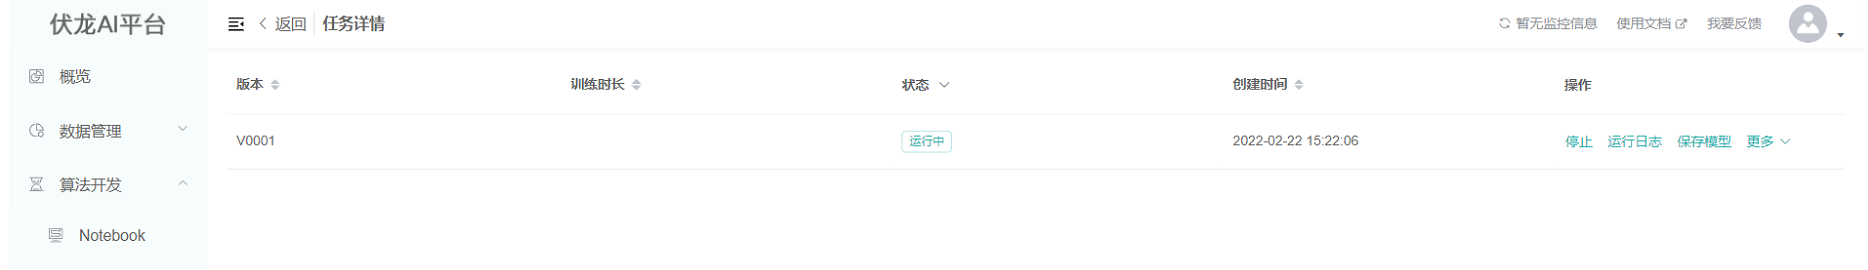 伏龙AI平台
返回 任务详情 暂无监控信息 使用文档 我要反馈
概览
数据管理
算法开发
Notebook
版本 训练时长 状态 创建时间 操作
V0001 运行中 2022-02-22 15:22:06 停止 运行日志 保存模型 更多